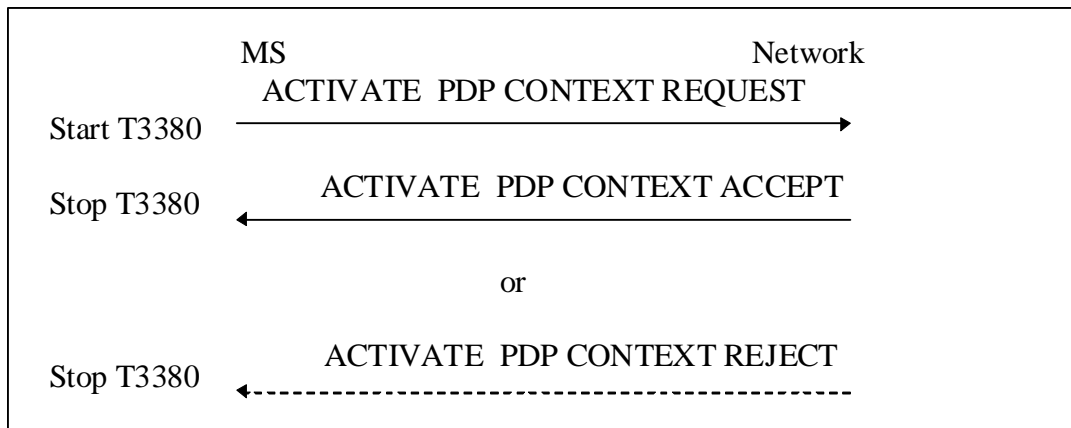 MS Network
ACTIVATE PDP CONTEXT REQUEST
Start T3380
ACTIVATE PDP CONTEXT ACCEPT
Stop T3380
or
ACTIVATE PDP CONTEXT REJECT
Stop T3380